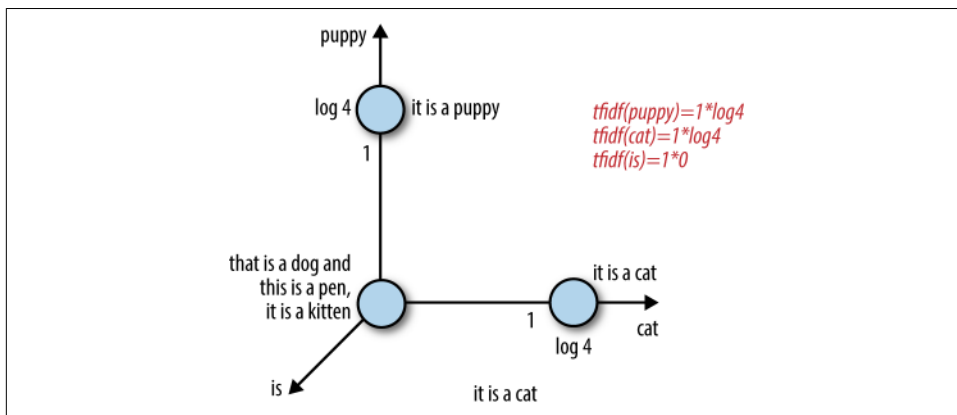 puppy
log 4
it is a puppy
1
tfidf(puppy)=1*log4
tfidf(cat)=1*log4
tfidf(is)=1*0
that is a dog and
this is a pen,
it is a kitten
it is a cat
1
cat
log 4
is
it is a cat